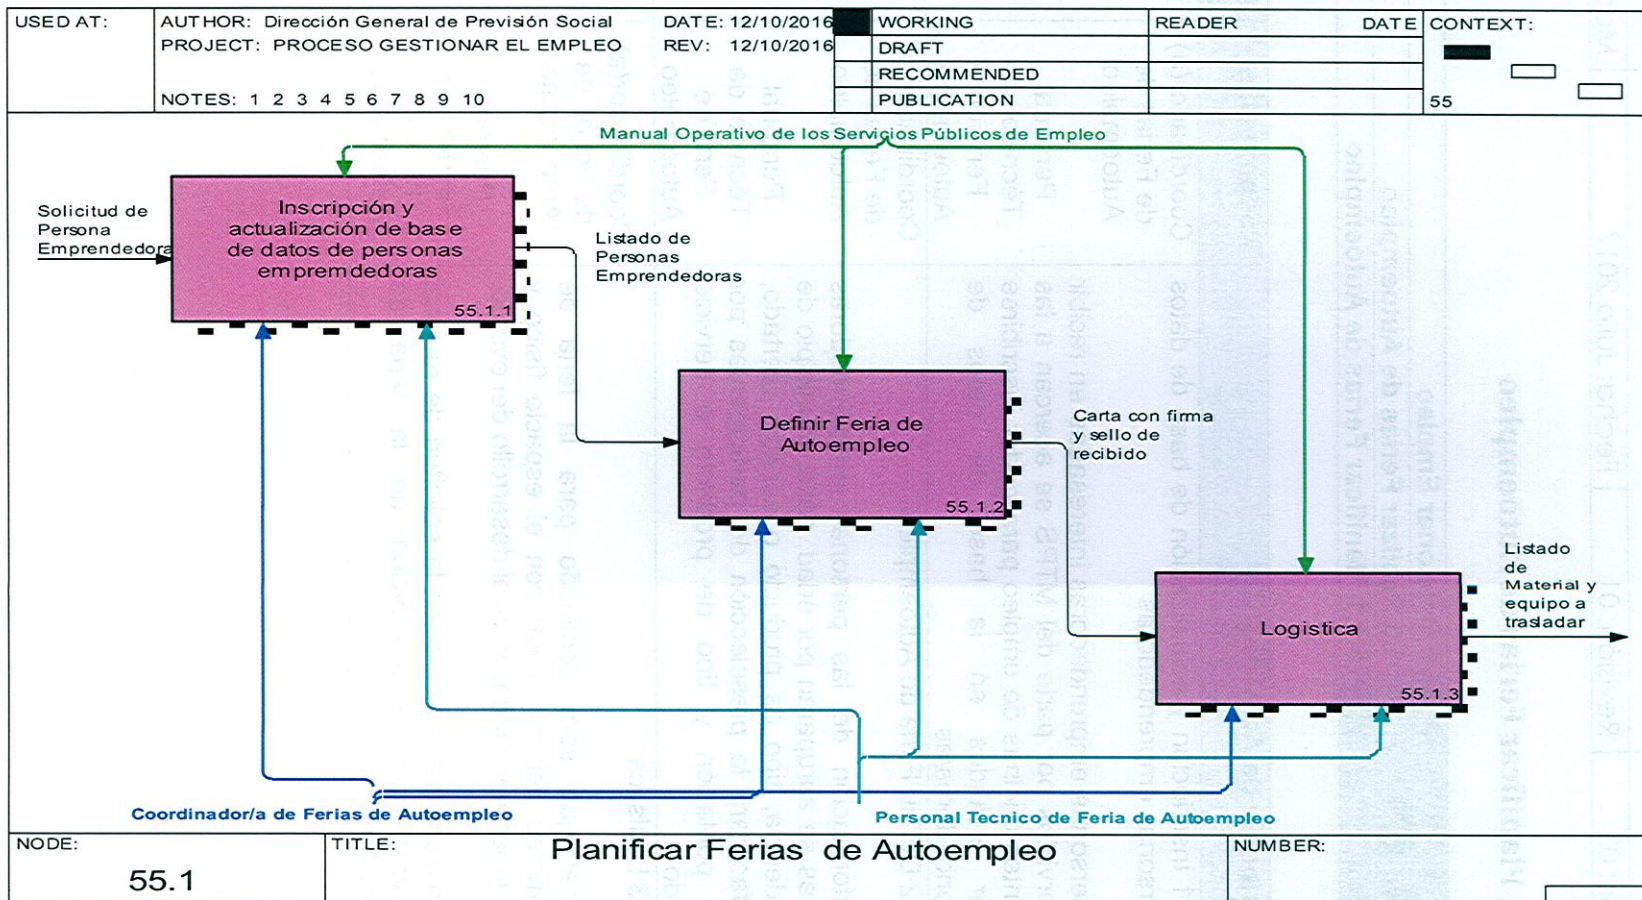 USED AT:
AUTHOR: Dirección General de Previsión Social
DATE: 12/10/2016
PROJECT: PROCESO GESTIONAR EL EMPLEO
REV: 12/10/2016
NOTES: 1 2 3 4 5 6 7 8 9 10
WORKING
DRAFT
RECOMMENDED
PUBLICATION
READER
DATE
CONTEXT:
55
Manual Operativo de los Servicios Públicos de Empleo
Solicitud de
Persona
Emprendedora
Inscripción y
actualización de base
de datos de personas
empremdedoras
55.1.1
Listado de
Personas
Emprendedoras
Definir Feria de
Autoempleo
55.1.2
Carta con firma
y sello de
recibido
Logistica
55.1.3
Listado
de
Material y
equipo a
trasladar
Coordinador/a de Ferias de Autoempleo
Personal Tecnico de Feria de Autoempleo
NODE:
55.1
TITLE:
Planificar Ferias de Autoempleo
NUMBER: